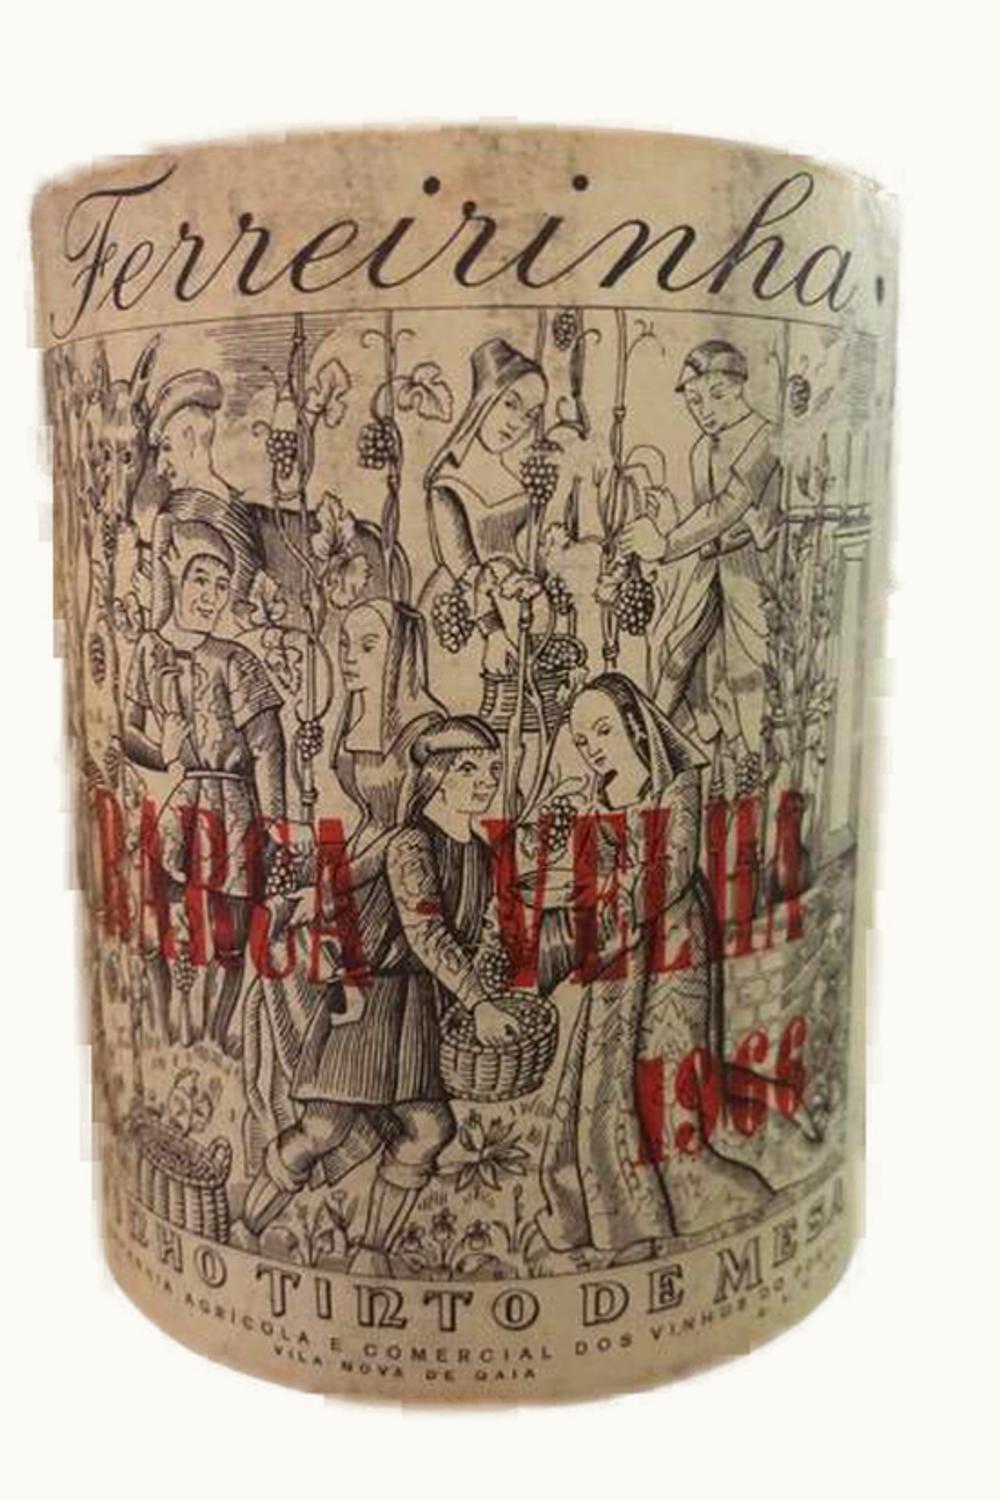 Ferreirinha
BARCA-VELHA
1966
TINTO DE MESA
AGRICOLA E COMERCIAL DOS VINHOS DO
VILA NOVA DE GAIA